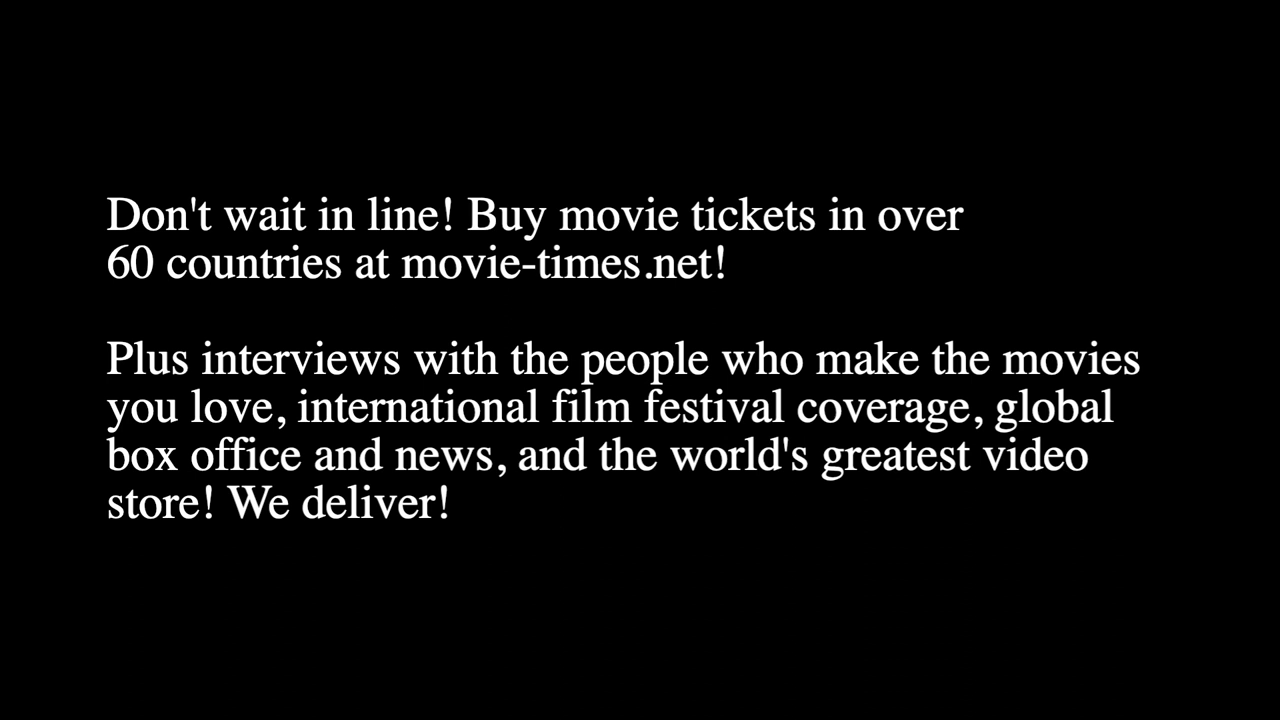 Don't wait in line! Buy movie tickets in over
60 countries at movie-times.net!
Plus interviews with the people who make the movies
you love, international film festival coverage, global
box office and news, and the world's greatest video
store! We deliver!